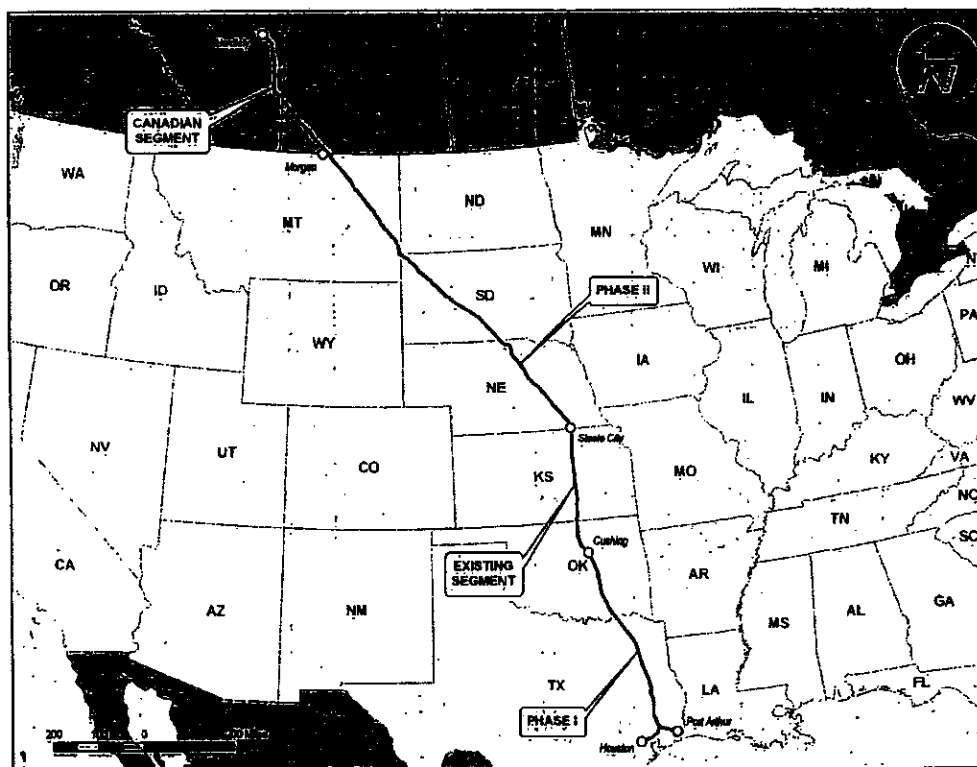 N
CANADIAN
SEGMENT
Morgan
WA
MT
ND
MN
WI
MI
OR
ID
SD
PHASE II
PA
WY
IA
OH
NE
IL
IN
WV
Steele City
NV
UT
CO
KS
MO
KY
VA
NC
TN
SC
Cushing
CA
EXISTING
SEGMENT
OK
AR
AZ
NM
MS
AL
GA
TX
LA
FL
PHASE I
Port Arthur
Houston
200
0